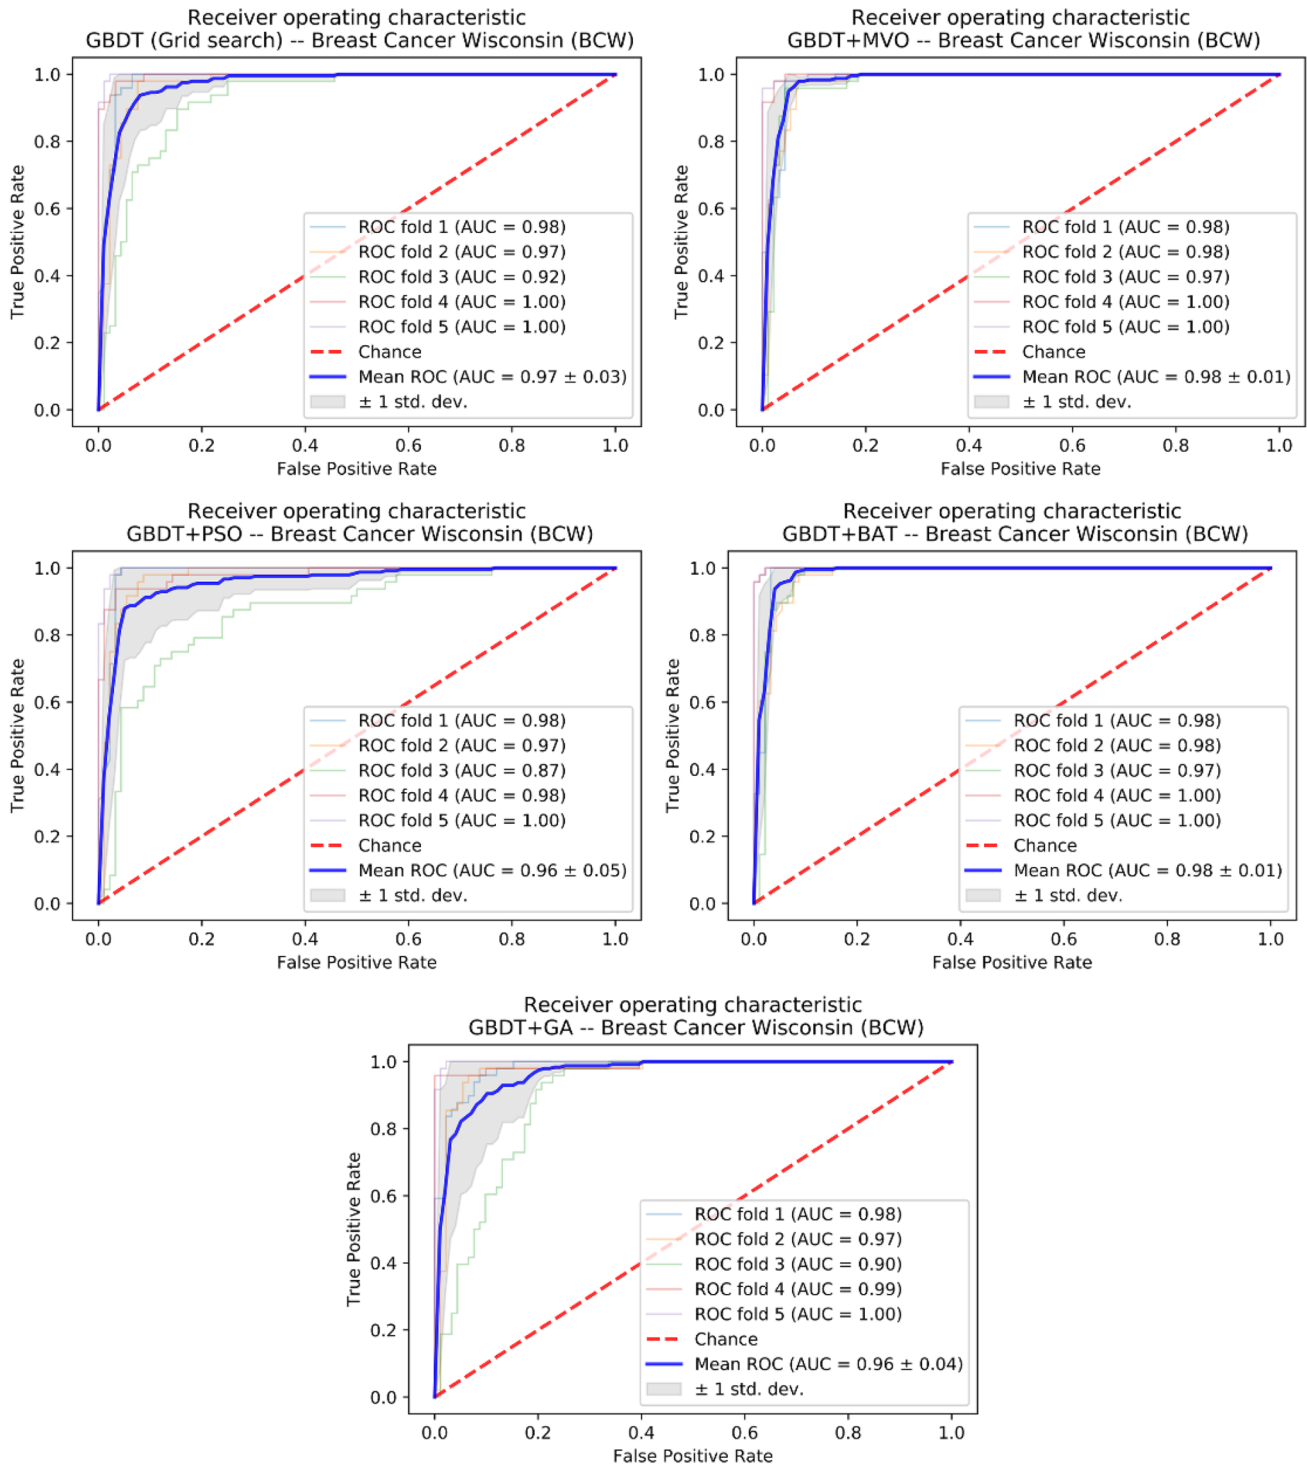 Receiver operating characteristic
GBDT (Grid search) -- Breast Cancer Wisconsin (BCW)
True Positive Rate
1.0
0.8
0.6
0.4
0.2
0.0
ROC fold 1 (AUC = 0.98)
ROC fold 2 (AUC = 0.97)
ROC fold 3 (AUC = 0.92)
ROC fold 4 (AUC = 1.00)
ROC fold 5 (AUC = 1.00)
Chance
Mean ROC (AUC = 0.97 ± 0.03)
± 1 std. dev.
0.0 0.2 0.4 0.6 0.8 1.0
False Positive Rate
Receiver operating characteristic
GBDT+MVO -- Breast Cancer Wisconsin (BCW)
True Positive Rate
1.0
0.8
0.6
0.4
0.2
0.0
ROC fold 1 (AUC = 0.98)
ROC fold 2 (AUC = 0.98)
ROC fold 3 (AUC = 0.97)
ROC fold 4 (AUC = 1.00)
ROC fold 5 (AUC = 1.00)
Chance
Mean ROC (AUC = 0.98 ± 0.01)
± 1 std. dev.
0.0 0.2 0.4 0.6 0.8 1.0
False Positive Rate
Receiver operating characteristic
GBDT+PSO -- Breast Cancer Wisconsin (BCW)
True Positive Rate
1.0
0.8
0.6
0.4
0.2
0.0
ROC fold 1 (AUC = 0.98)
ROC fold 2 (AUC = 0.97)
ROC fold 3 (AUC = 0.87)
ROC fold 4 (AUC = 0.98)
ROC fold 5 (AUC = 1.00)
Chance
Mean ROC (AUC = 0.96 ± 0.05)
± 1 std. dev.
0.0 0.2 0.4 0.6 0.8 1.0
False Positive Rate
Receiver operating characteristic
GBDT+BAT -- Breast Cancer Wisconsin (BCW)
True Positive Rate
1.0
0.8
0.6
0.4
0.2
0.0
ROC fold 1 (AUC = 0.98)
ROC fold 2 (AUC = 0.98)
ROC fold 3 (AUC = 0.97)
ROC fold 4 (AUC = 1.00)
ROC fold 5 (AUC = 1.00)
Chance
Mean ROC (AUC = 0.98 ± 0.01)
± 1 std. dev.
0.0 0.2 0.4 0.6 0.8 1.0
False Positive Rate
Receiver operating characteristic
GBDT+GA -- Breast Cancer Wisconsin (BCW)
True Positive Rate
1.0
0.8
0.6
0.4
0.2
0.0
ROC fold 1 (AUC = 0.98)
ROC fold 2 (AUC = 0.97)
ROC fold 3 (AUC = 0.90)
ROC fold 4 (AUC = 0.99)
ROC fold 5 (AUC = 1.00)
Chance
Mean ROC (AUC = 0.96 ± 0.04)
± 1 std. dev.
0.0 0.2 0.4 0.6 0.8 1.0
False Positive Rate